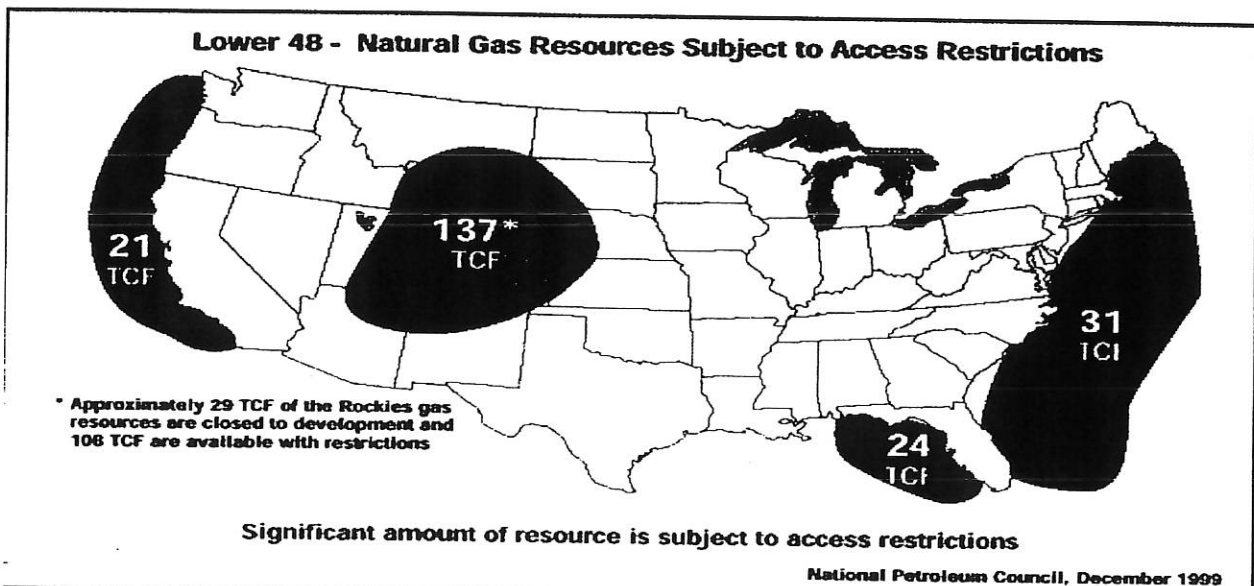 Lower 48 - Natural Gas Resources Subject to Access Restrictions
21
TCF
137*
TCF
31
TCF
24
TCF
* Approximately 29 TCF of the Rockies gas
resources are closed to development and
108 TCF are available with restrictions
Significant amount of resource is subject to access restrictions
National Petroleum Council, December 1999